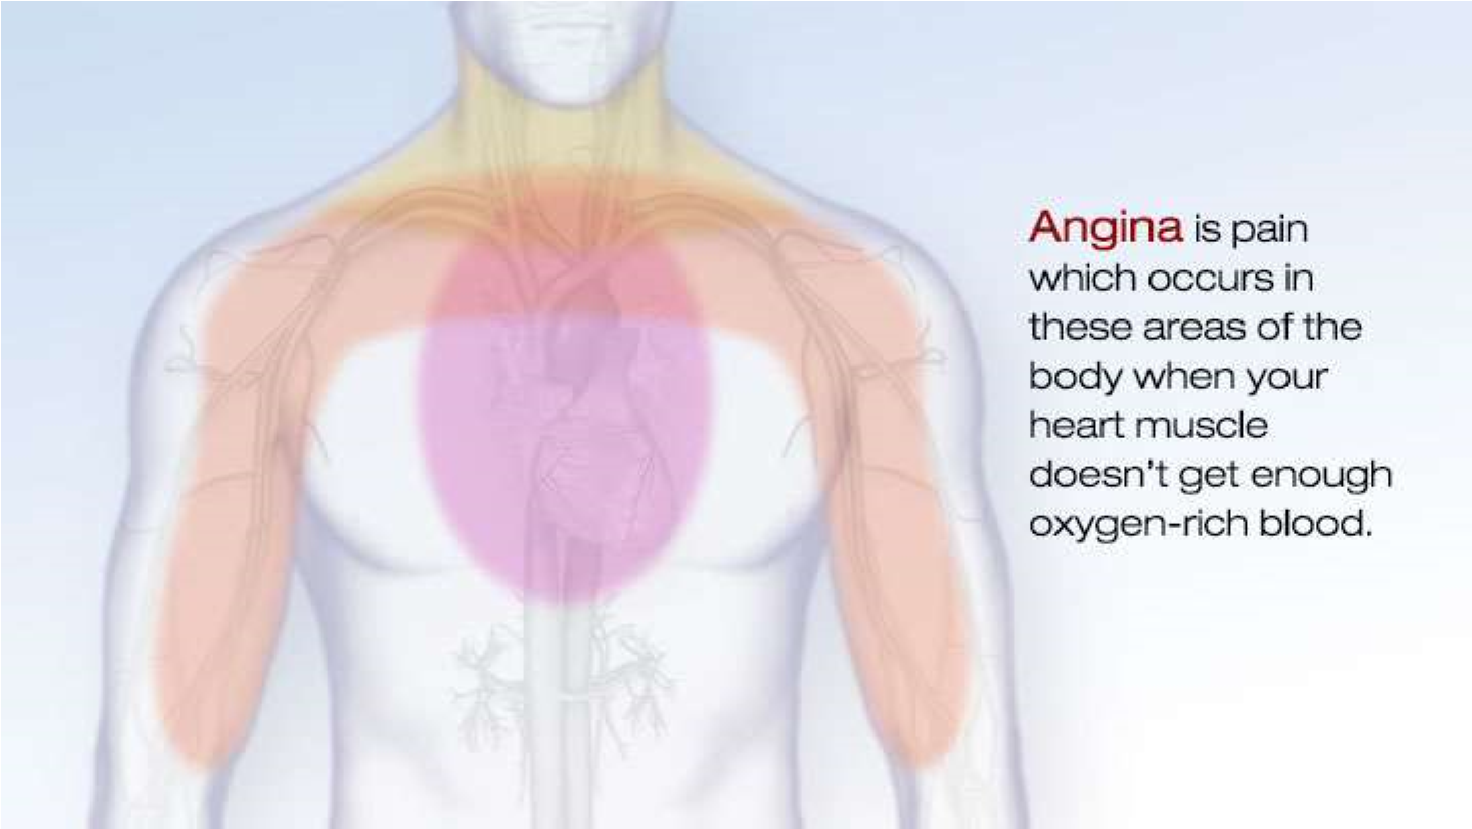 Angina is pain
which occurs in
these areas of the
body when your
heart muscle
doesn't get enough
oxygen-rich blood.